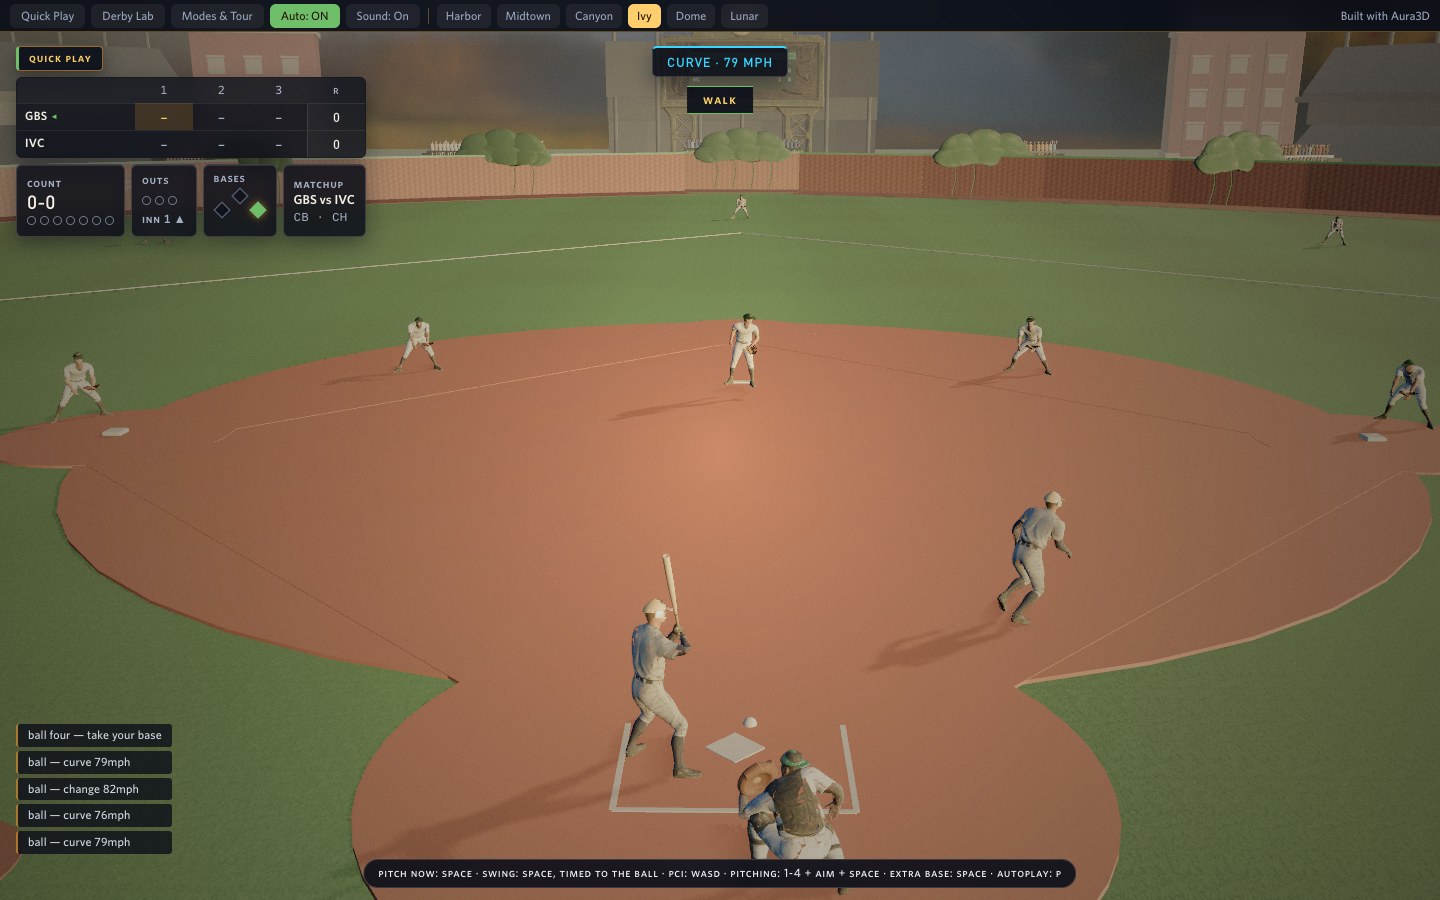 Quick Play Derby Lab Modes & Tour Auto: ON Sound: On Harbor Midtown Canyon Ivy Dome Lunar Built with Aura3D
QUICK PLAY
CURVE · 79 MPH
WALK
1 2 3 R
GBS ◂ – – – 0
IVC – – – 0
COUNT
0-0
OUTS
INN 1 ▲
BASES
MATCHUP
GBS vs IVC
CB · CH
ball four — take your base
ball — curve 79mph
ball — change 82mph
ball — curve 76mph
ball — curve 79mph
PITCH NOW: SPACE · SWING: SPACE, TIMED TO THE BALL · PCI: WASD · PITCHING: 1-4 + AIM + SPACE · EXTRA BASE: SPACE · AUTOPLAY: P